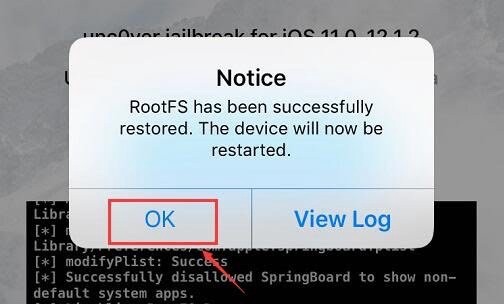 unc0ver jailbreak for iOS 11.0-12.1.2
Notice
RootFS has been successfully
restored. The device will now be
restarted.
OK
View Log
[*] modifyPlist: Success
[*] Successfully disallowed SpringBoard to show non-
default system apps.